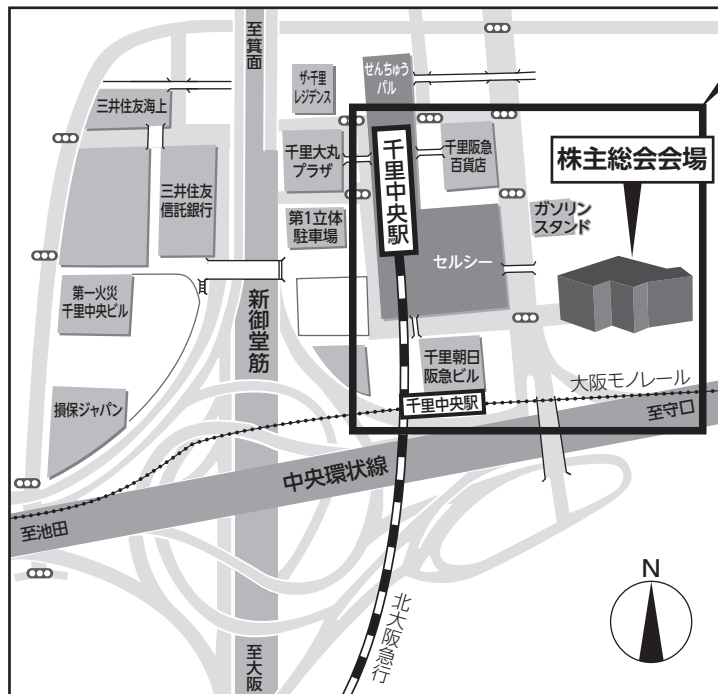 至箕面
せんちゅう
パル
ザ・千里
レジデンス
三井住友海上
千里大丸
プラザ
千里中央駅
千里阪急
百貨店
株主総会会場
三井住友
信託銀行
第1立体
駐車場
ガソリン
スタンド
セルシー
第一火災
千里中央ビル
新御堂筋
千里朝日
阪急ビル
大阪モノレール
損保ジャパン
千里中央駅
至守口
中央環状線
至池田
北大阪急行
N
至大阪